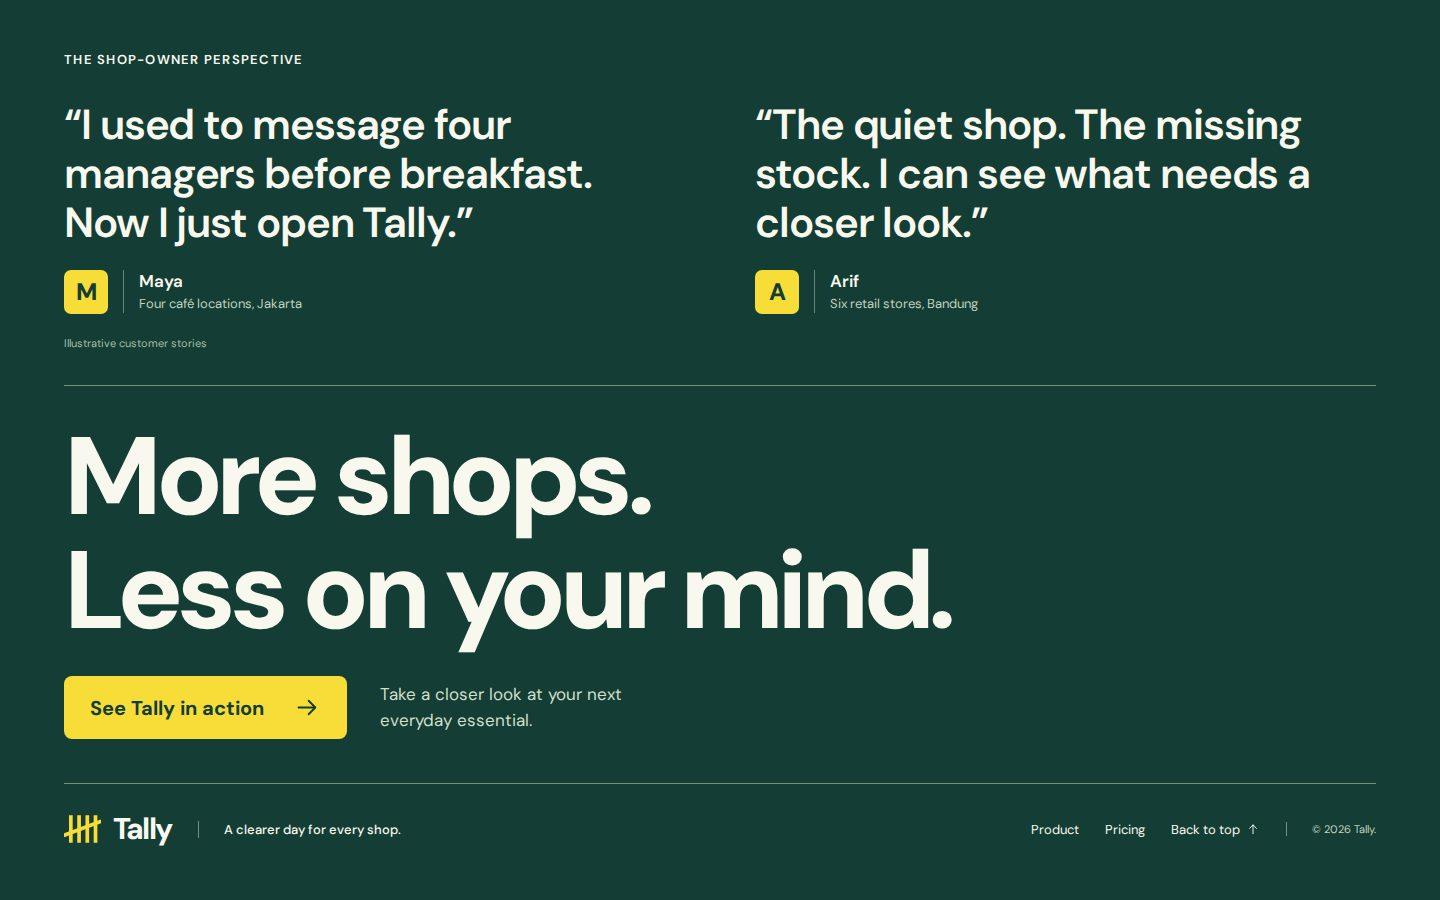 THE SHOP-OWNER PERSPECTIVE
“I used to message four
managers before breakfast.
Now I just open Tally.”
M
Maya
Four café locations, Jakarta
“The quiet shop. The missing
stock. I can see what needs a
closer look.”
A
Arif
Six retail stores, Bandung
Illustrative customer stories
More shops.
Less on your mind.
See Tally in action →
Take a closer look at your next
everyday essential.
Tally
A clearer day for every shop.
Product
Pricing
Back to top ↑
© 2026 Tally.